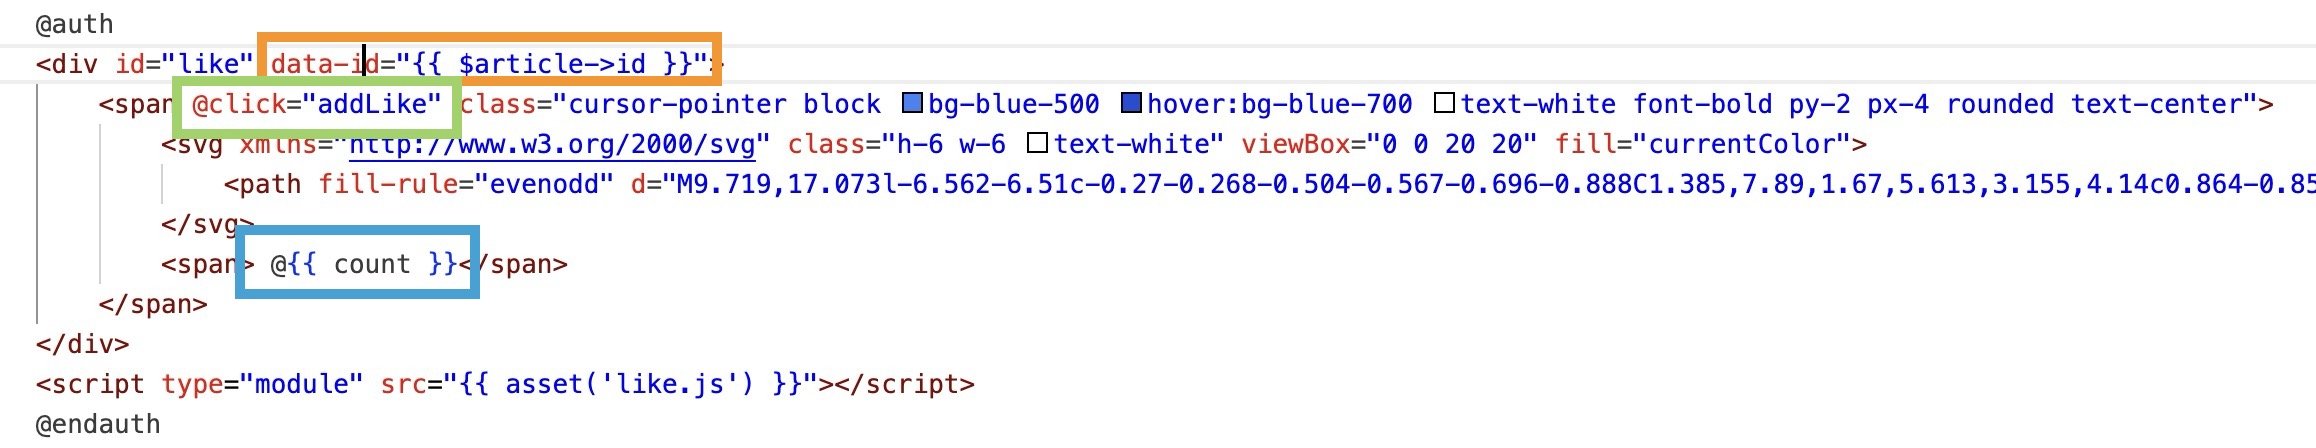 @auth
<div id="like" data-id="{{ $article->id }}">
<span @click="addLike" class="cursor-pointer block bg-blue-500 hover:bg-blue-700 text-white font-bold py-2 px-4 rounded text-center">
<svg xmlns="http://www.w3.org/2000/svg" class="h-6 w-6 text-white" viewBox="0 0 20 20" fill="currentColor">
<path fill-rule="evenodd" d="M9.719,17.073l-6.562-6.51c-0.27-0.268-0.504-0.567-0.696-0.888C1.385,7.89,1.67,5.613,3.155,4.14c0.864-0.85
</svg>
<span> @{{ count }}</span>
</span>
</div>
<script type="module" src="{{ asset('like.js') }}"></script>
@endauth